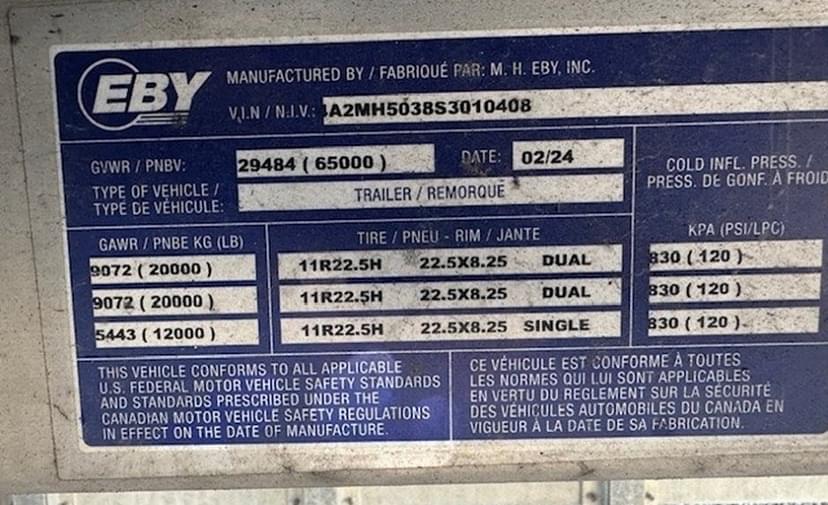 EBY
MANUFACTURED BY / FABRIQUÉ PAR: M. H. EBY, INC.
V.I.N / N.I.V.: 4A2MH5038S3010408
GVWR / PNBV: 29484 ( 65000 ) DATE: 02/24
TYPE OF VEHICLE /
TYPE DE VÉHICULE: TRAILER / REMORQUE
COLD INFL. PRESS. /
PRESS. DE GONF. À FROID
GAWR / PNBE KG (LB) TIRE / PNEU - RIM / JANTE KPA (PSI/LPC)
9072 ( 20000 ) 11R22.5H 22.5X8.25 DUAL 830 ( 120 )
9072 ( 20000 ) 11R22.5H 22.5X8.25 DUAL 830 ( 120 )
5443 ( 12000 ) 11R22.5H 22.5X8.25 SINGLE 830 ( 120 )
THIS VEHICLE CONFORMS TO ALL APPLICABLE
U.S. FEDERAL MOTOR VEHICLE SAFETY STANDARDS
AND STANDARDS PRESCRIBED UNDER THE
CANADIAN MOTOR VEHICLE SAFETY REGULATIONS
IN EFFECT ON THE DATE OF MANUFACTURE.
CE VÉHICULE EST CONFORME À TOUTES
LES NORMES QUI LUI SONT APPLICABLES
EN VERTU DU REGLEMENT SUR LA SÉCURITÉ
DES VÉHICULES AUTOMOBILES DU CANADA EN
VIGUEUR À LA DATE DE SA FABRICATION.